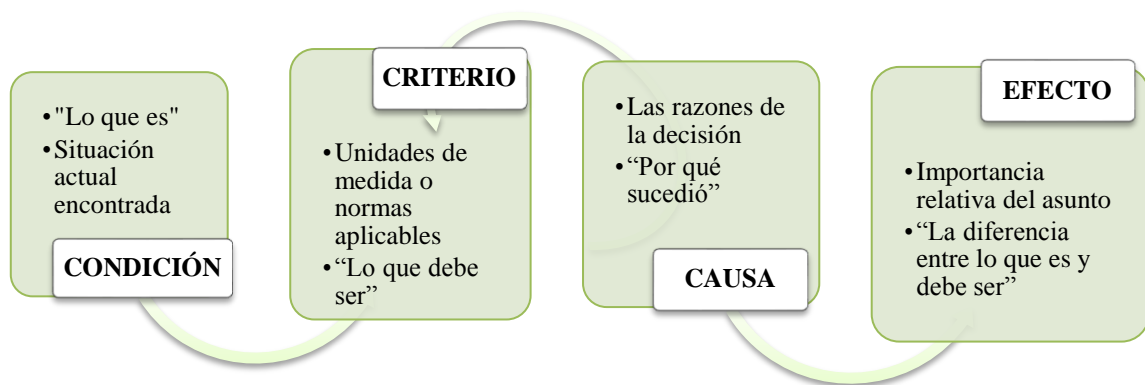 •"Lo que es"
•Situación
actual
encontrada
CONDICIÓN
CRITERIO
•Unidades de
medida o
normas
aplicables
•“Lo que debe
ser”
•Las razones de
la decisión
•“Por qué
sucedió”
CAUSA
EFECTO
•Importancia
relativa del asunto
•“La diferencia
entre lo que es y
debe ser”